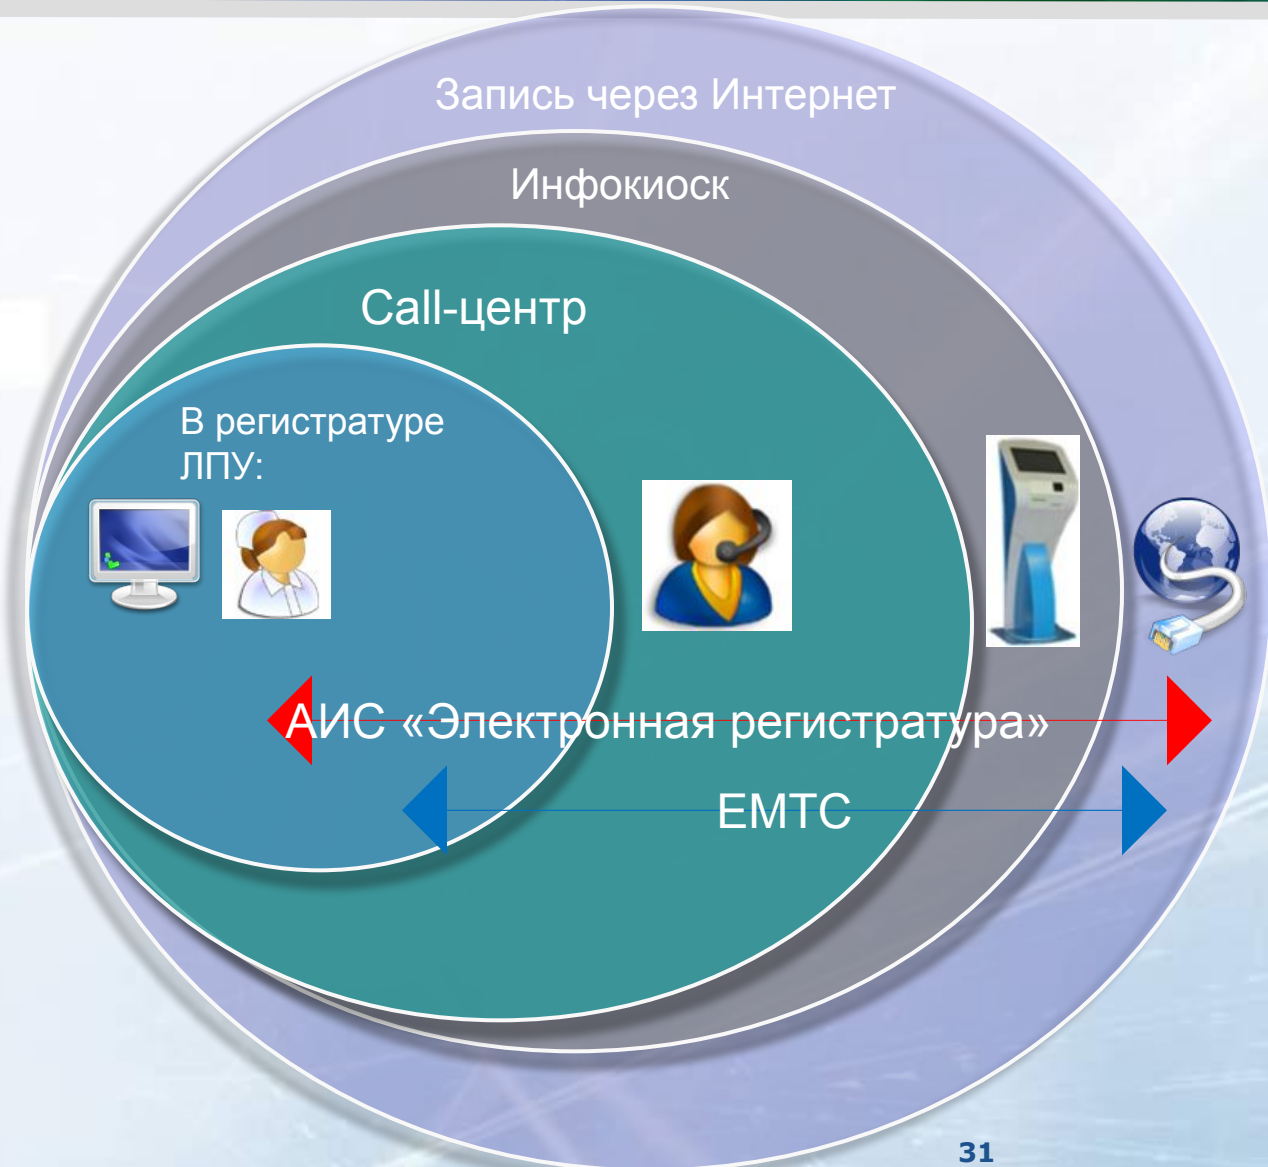 Запись через Интернет
Инфокиоск
Call-центр
В регистратуре
ЛПУ:
АИС «Электронная регистратура»
ЕМТС
31